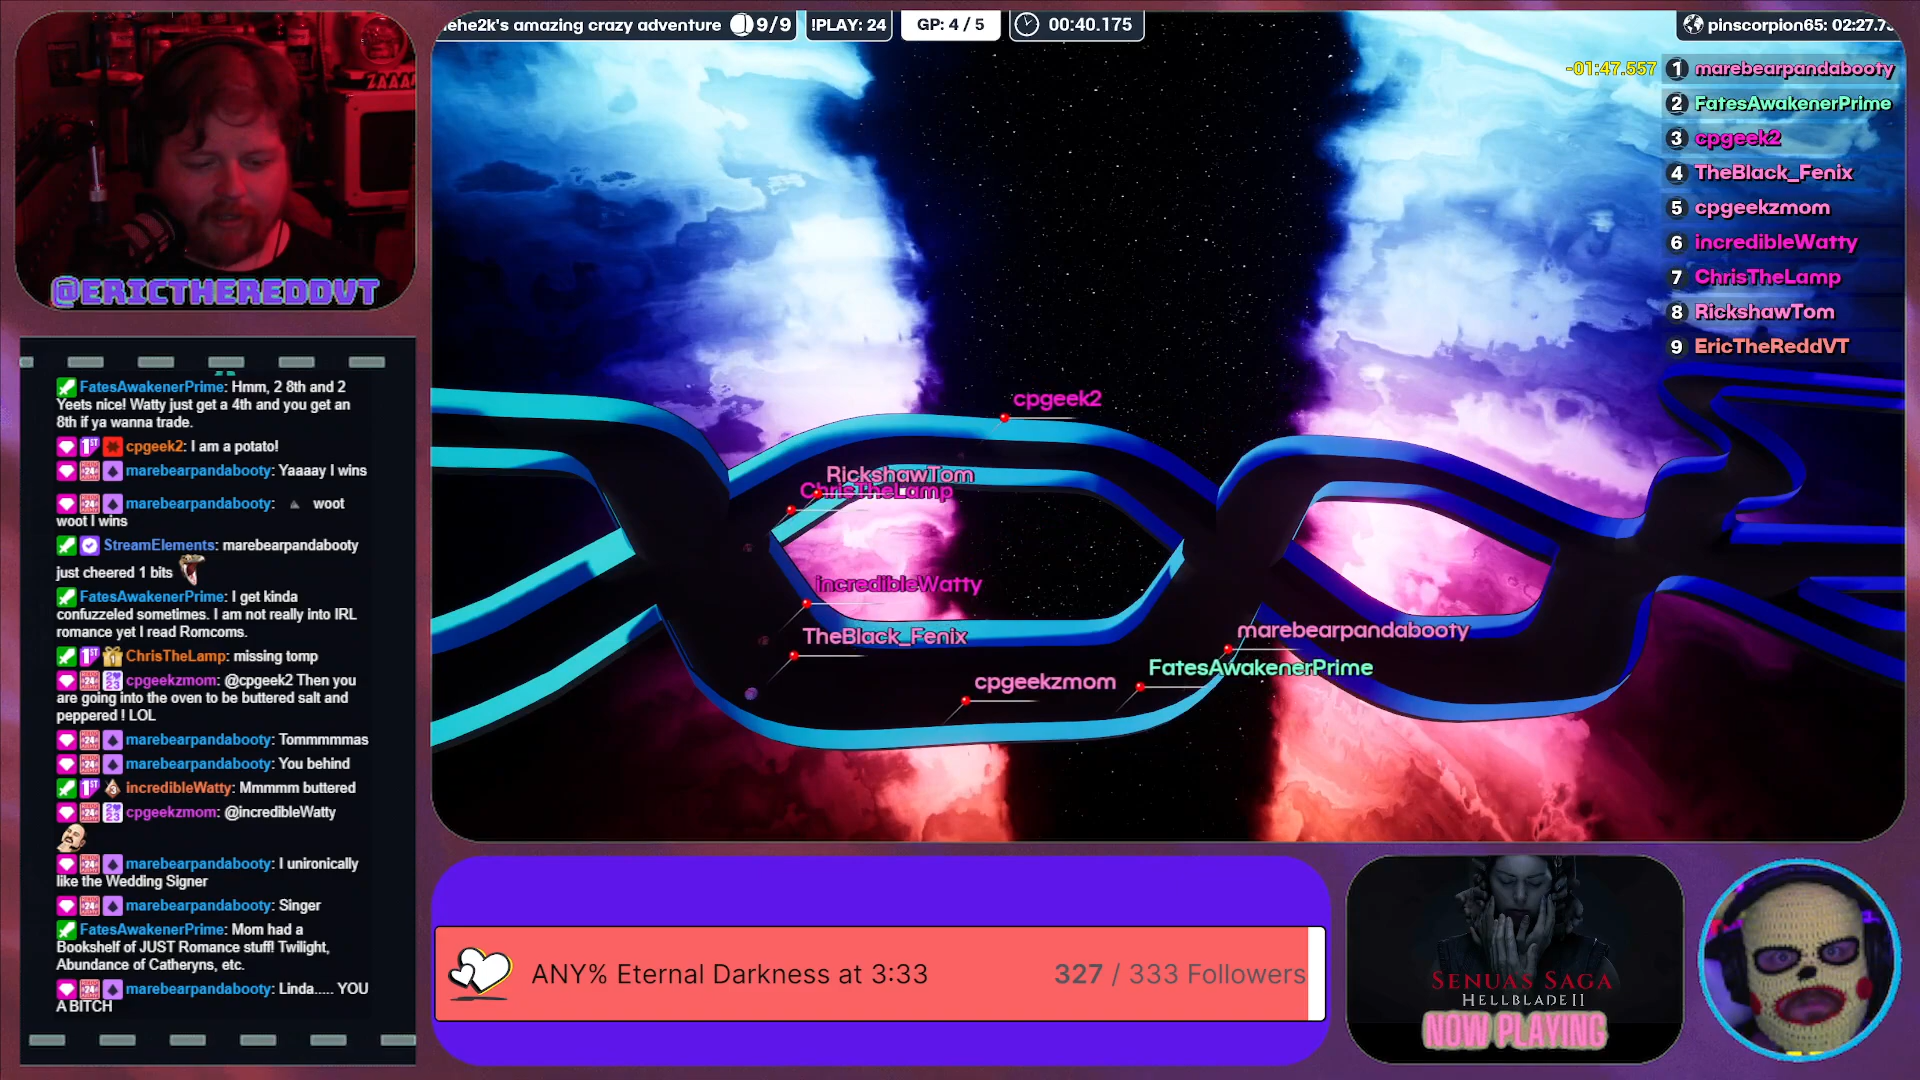 ehe2k's amazing crazy adventure 9/9
!PLAY: 24
GP: 4 / 5
00:40.175
pinscorpion65: 02:27.7
-01:47.557 1 marebearpandabooty
2 FatesAwakenerPrime
3 cpgeek2
4 TheBlack_Fenix
5 cpgeekzmom
6 incredibleWatty
7 ChrisTheLamp
8 RickshawTom
9 EricTheReddVT
ZAAA
@ERICTHEREDDVT
FatesAwakenerPrime: Hmm, 2 8th and 2
Yeets nice! Watty just get a 4th and you get an
8th if ya wanna trade.
cpgeek2: I am a potato!
marebearpandabooty: Yaaaay I wins
marebearpandabooty: woot
woot I wins
StreamElements: marebearpandabooty
just cheered 1 bits
FatesAwakenerPrime: I get kinda
confuzzeled sometimes. I am not really into IRL
romance yet I read Romcoms.
ChrisTheLamp: missing tomp
cpgeekzmom: @cpgeek2 Then you
are going into the oven to be buttered salt and
peppered ! LOL
marebearpandabooty: Tommmmmas
marebearpandabooty: You behind
incredibleWatty: Mmmmm buttered
cpgeekzmom: @incredibleWatty
marebearpandabooty: I unironically
like the Wedding Signer
marebearpandabooty: Singer
FatesAwakenerPrime: Mom had a
Bookshelf of JUST Romance stuff! Twilight,
Abundance of Catheryns, etc.
marebearpandabooty: Linda..... YOU
A BITCH
cpgeek2
RickshawTom
ChrisTheLamp
incredibleWatty
TheBlack_Fenix
marebearpandabooty
FatesAwakenerPrime
cpgeekzmom
ANY% Eternal Darkness at 3:33 327 / 333 Followers
SENUAS SAGA
HELLBLADE II
NOW PLAYING